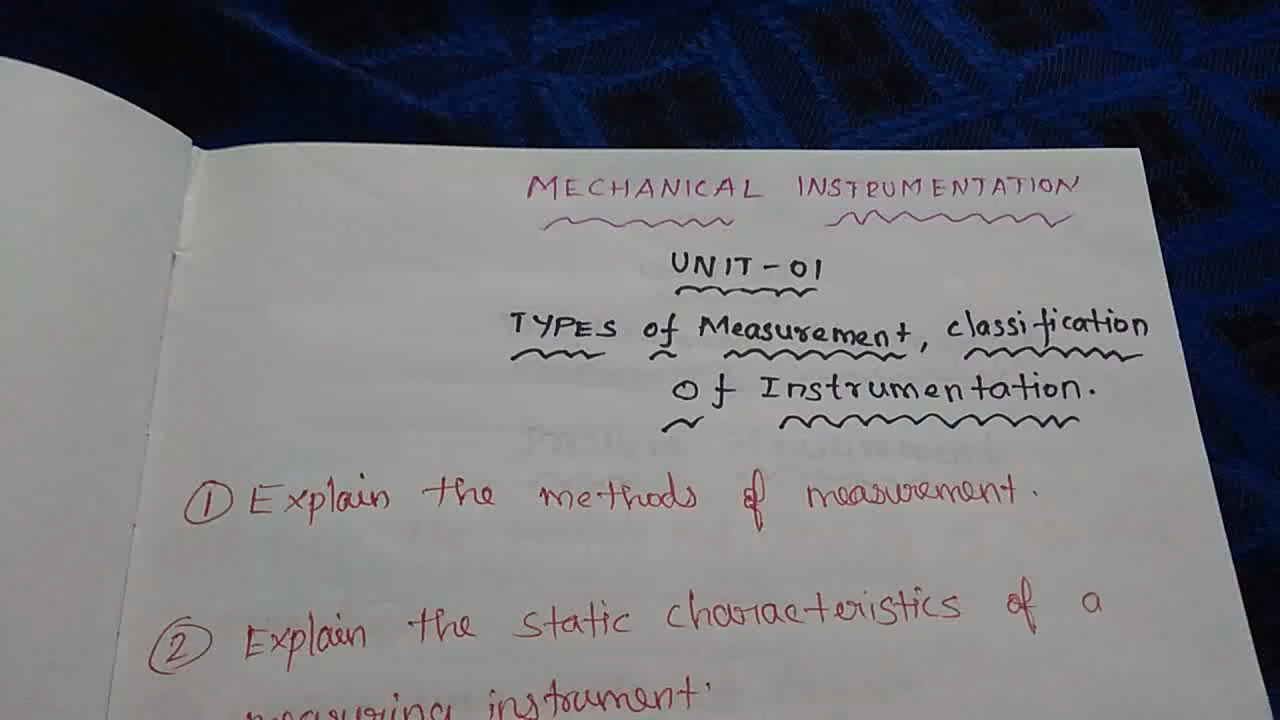 MECHANICAL INSTRUMENTATION
UNIT-01
TYPES of Measurement, classification
Of Instrumentation.
① Explain the methods of measurement.
② Explain the static characteristics of a
measuring instrument.